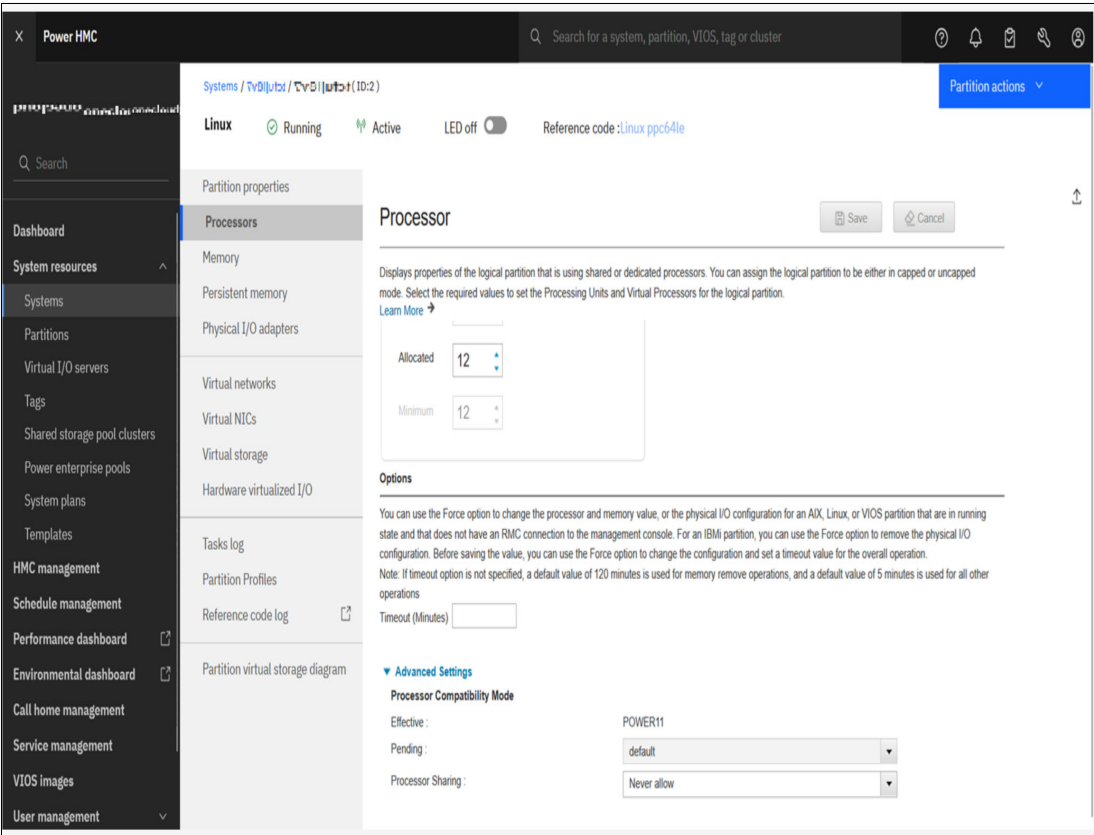 Power HMC
Search for a system, partition, VIOS, tag or cluster
Systems / / (ID:2)
Partition actions
Linux Running Active LED off Reference code :Linux ppc64le
Search
Dashboard
System resources
Systems
Partitions
Virtual I/O servers
Tags
Shared storage pool clusters
Power enterprise pools
System plans
Templates
HMC management
Schedule management
Performance dashboard
Environmental dashboard
Call home management
Service management
VIOS images
User management
Partition properties
Processors
Memory
Persistent memory
Physical I/O adapters
Virtual networks
Virtual NICs
Virtual storage
Hardware virtualized I/O
Tasks log
Partition Profiles
Reference code log
Partition virtual storage diagram
Processor
Save
Cancel
Displays properties of the logical partition that is using shared or dedicated processors. You can assign the logical partition to be either in capped or uncapped
mode. Select the required values to set the Processing Units and Virtual Processors for the logical partition.
Learn More
Allocated 12
Minimum 12
Options
You can use the Force option to change the processor and memory value, or the physical I/O configuration for an AIX, Linux, or VIOS partition that are in running
state and that does not have an RMC connection to the management console. For an IBMi partition, you can use the Force option to remove the physical I/O
configuration. Before saving the value, you can use the Force option to change the configuration and set a timeout value for the overall operation.
Note: If timeout option is not specified, a default value of 120 minutes is used for memory remove operations, and a default value of 5 minutes is used for all other
operations
Timeout (Minutes)
Advanced Settings
Processor Compatibility Mode
Effective : POWER11
Pending : default
Processor Sharing : Never allow